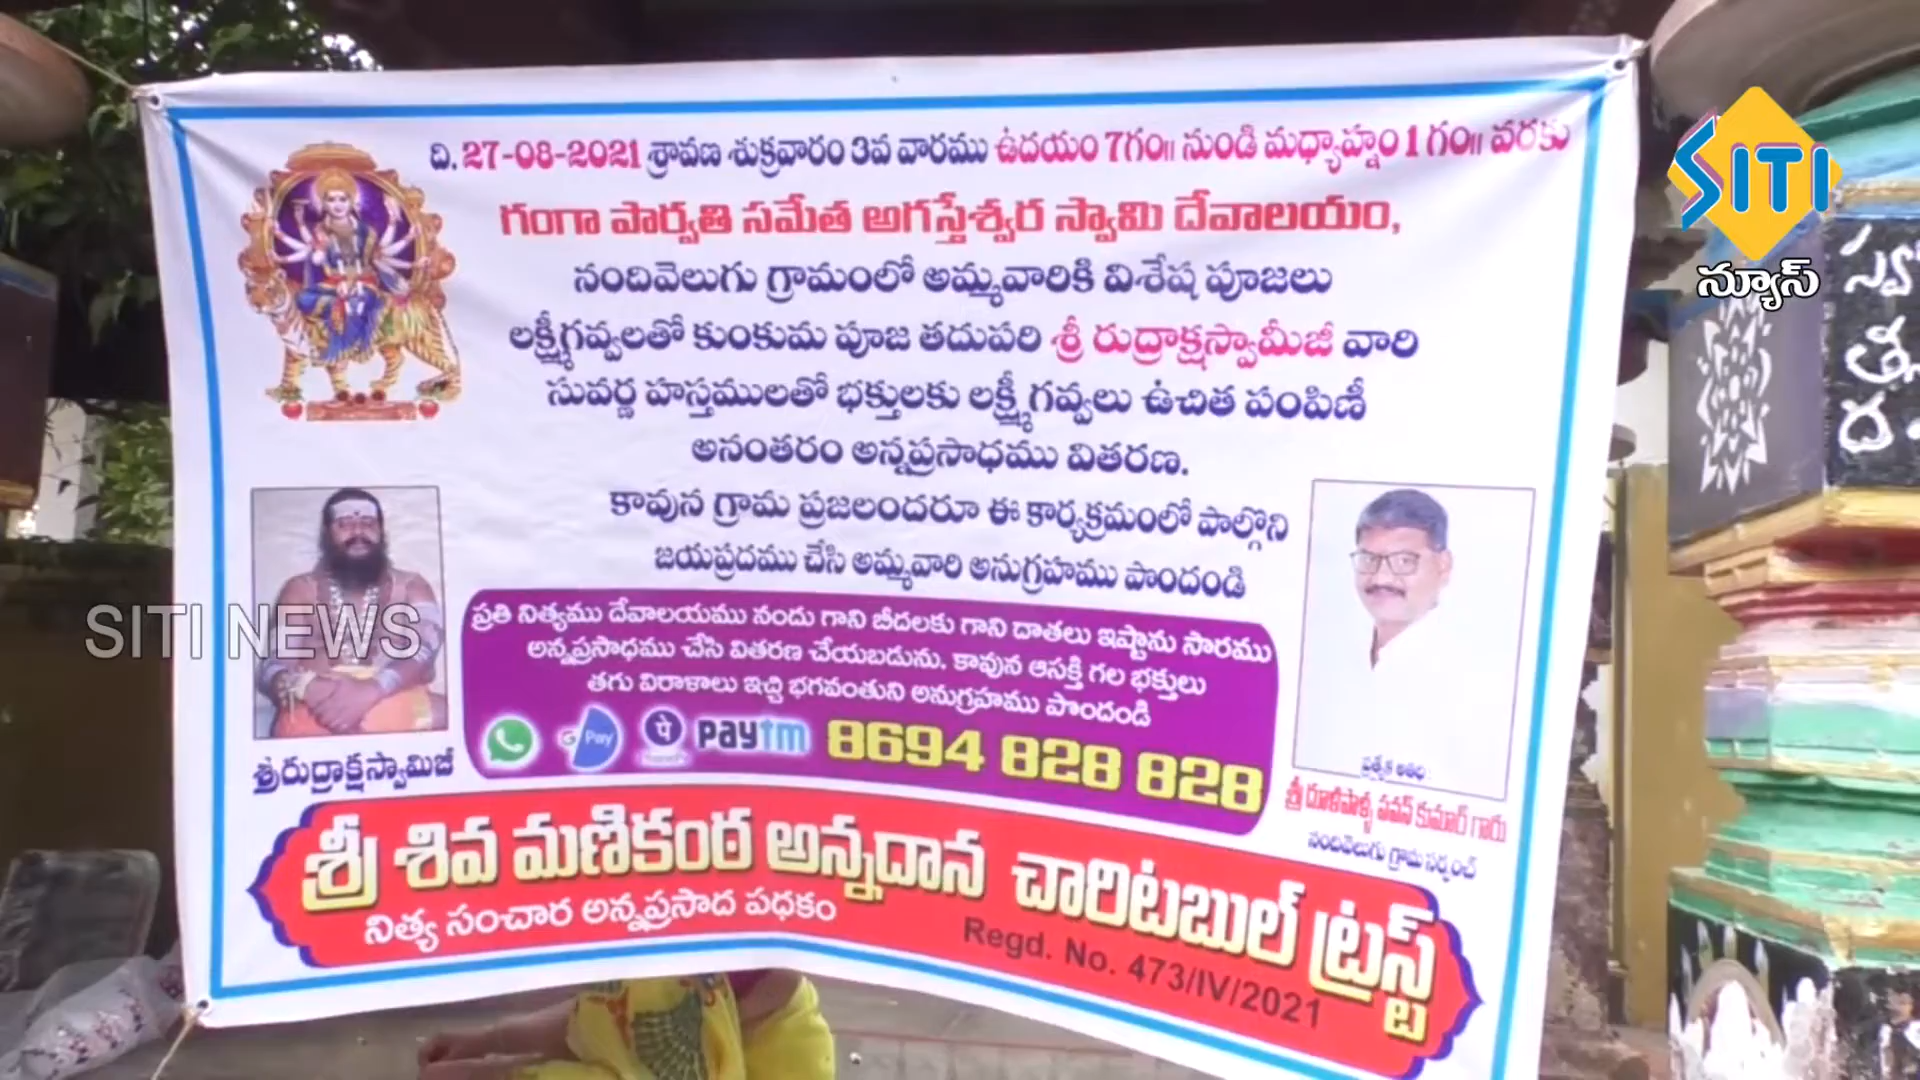 ది. 27-08-2021 శ్రావణ శుక్రవారం 3వ వారము ఉదయం 7గం॥ నుండి మధ్యాహ్నం 1 గం॥ వరకు
గంగా పార్వతి సమేత అగస్తేశ్వర స్వామి దేవాలయం,
నందివెలుగు గ్రామంలో అమ్మవారికి విశేష పూజలు
లక్ష్మీగవ్వలతో కుంకుమ పూజ తదుపరి శ్రీ రుద్రాక్షస్వామీజీ వారి
సువర్ణ హస్తములతో భక్తులకు లక్ష్మీ గవ్వలు ఉచిత పంపిణీ
అనంతరం అన్నప్రసాధము వితరణ.
కావున గ్రామ ప్రజలందరూ ఈ కార్యక్రమంలో పాల్గొని
జయప్రదము చేసి అమ్మవారి అనుగ్రహము పొందండి
ప్రతి నిత్యము దేవాలయము నందు గాని బీదలకు గాని దాతలు ఇష్టాను సారము
అన్నప్రసాధము చేసి వితరణ చేయబడును. కావున ఆసక్తి గల భక్తులు
తగు విరాళాలు ఇచ్చి భగవంతుని అనుగ్రహము పొందండి
G Pay paytm 8694 828 828
శ్రీరుద్రాక్షస్వామిజీ
ప్రత్యేక అతిథి :
శ్రీ ధూళిపాళ్ళ పవన్ కుమార్ గారు
నందివెలుగు గ్రామ సర్పంచ్
శ్రీ శివ మణికంఠ అన్నదాన చారిటబుల్ ట్రస్ట్
నిత్య సంచార అన్నప్రసాద పధకం
Regd. No. 473/IV/2021
SITI NEWS
SITI
న్యూస్